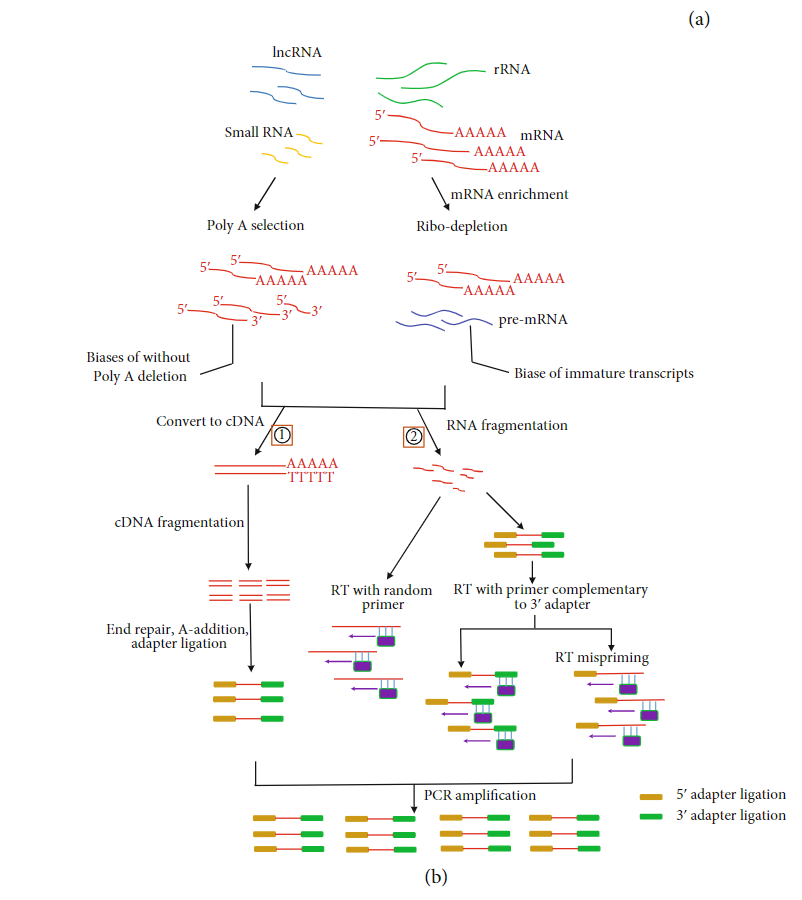 (a)
lncRNA
rRNA
5′
Small RNA
AAAAA
mRNA
5′
AAAAA
5′
AAAAA
mRNA enrichment
Poly A selection
Ribo-depletion
5′
5′
AAAAA
AAAAA
5′
5′
AAAAA
AAAAA
5′
5′
5′
3′
3′
3′
pre-mRNA
Biases of without
Poly A deletion
Biase of immature transcripts
Convert to cDNA
1
2
RNA fragmentation
AAAAA
TTTTT
cDNA fragmentation
RT with random
primer
RT with primer complementary
to 3′ adapter
End repair, A-addition,
adapter ligation
RT mispriming
PCR amplification
5′ adapter ligation
3′ adapter ligation
(b)